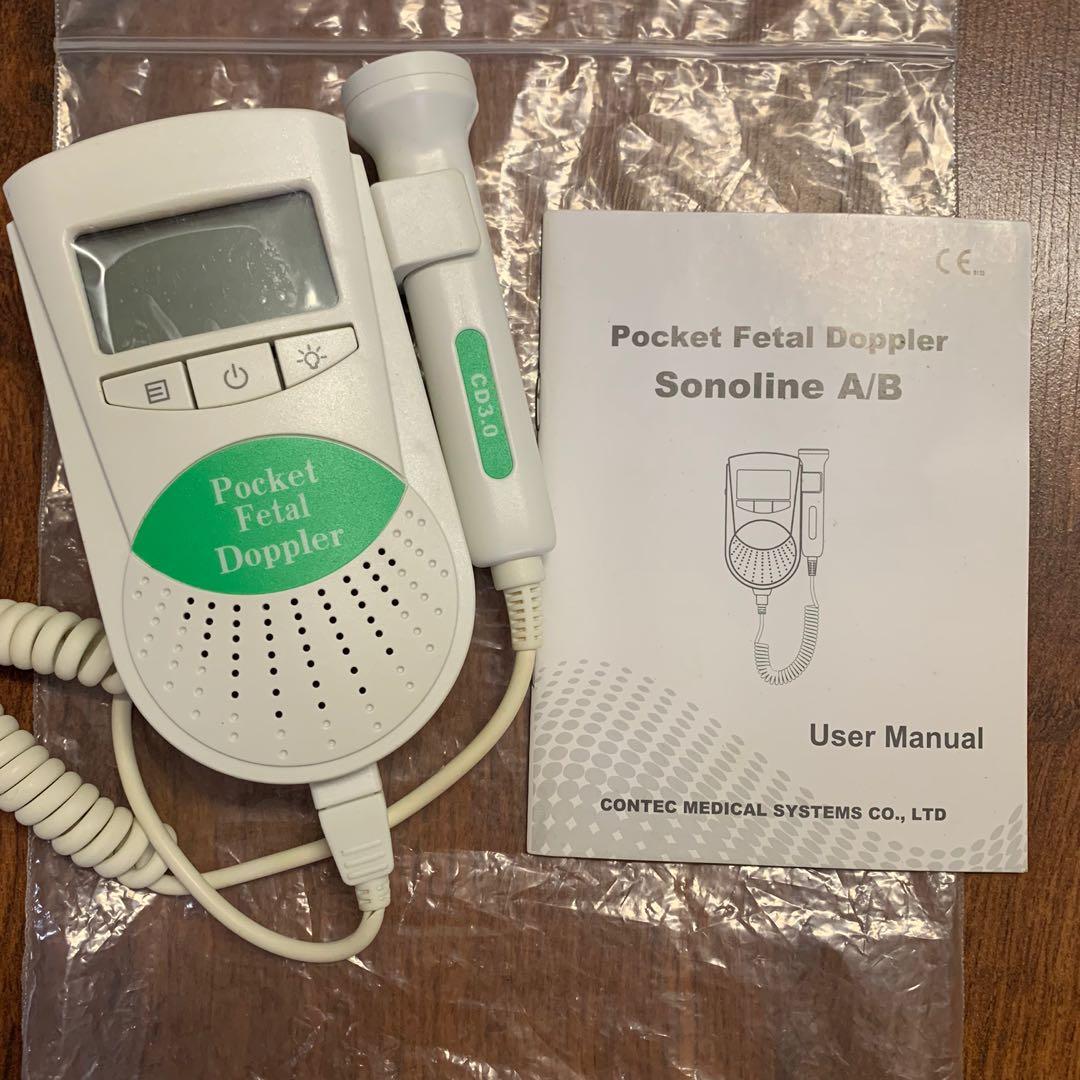 Pocket
Fetal
Doppler
CD3.0
CE
Pocket Fetal Doppler
Sonoline A/B
User Manual
CONTEC MEDICAL SYSTEMS CO., LTD